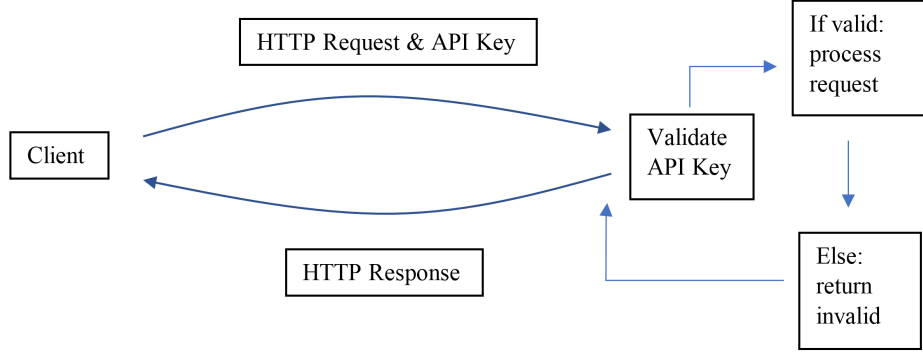 HTTP Request & API Key
If valid:
process
request
Client
Validate
API Key
HTTP Response
Else:
return
invalid